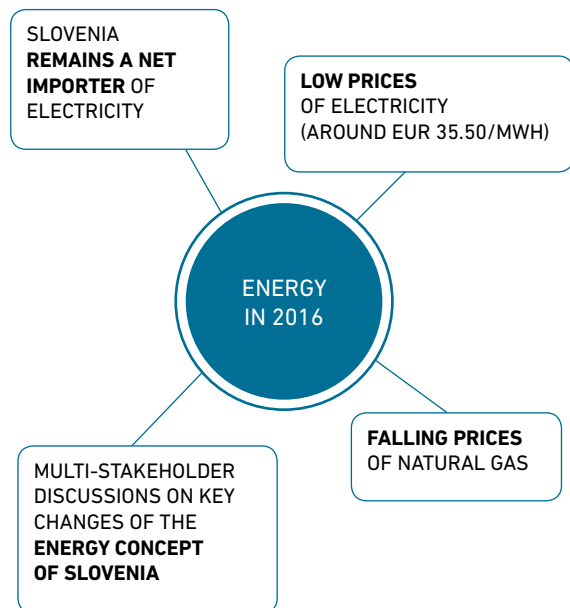 SLOVENIA
REMAINS A NET
IMPORTER OF
ELECTRICITY
LOW PRICES
OF ELECTRICITY
(AROUND EUR 35.50/MWH)
ENERGY
IN 2016
FALLING PRICES
OF NATURAL GAS
MULTI-STAKEHOLDER
DISCUSSIONS ON KEY
CHANGES OF THE
ENERGY CONCEPT
OF SLOVENIA